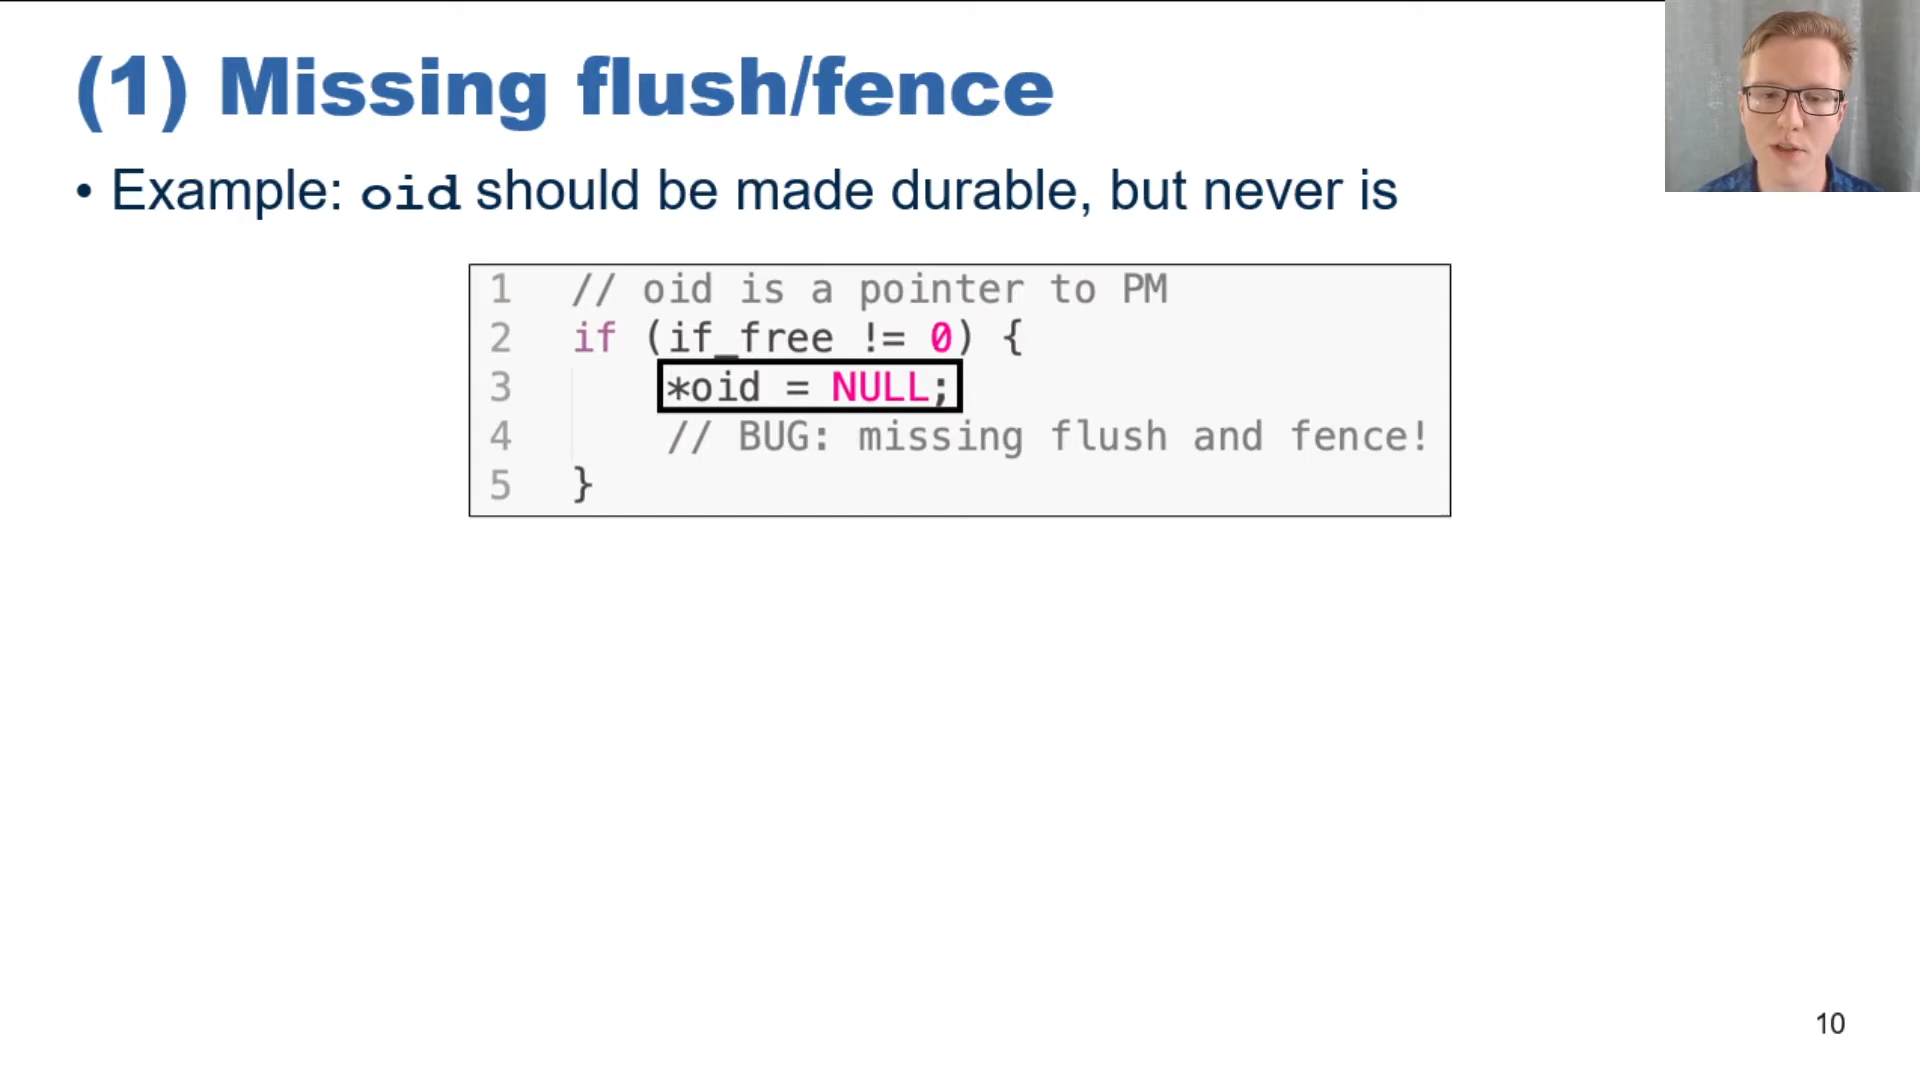 (1) Missing flush/fence
• Example: oid should be made durable, but never is
1 // oid is a pointer to PM
2 if (if_free != 0) {
3 *oid = NULL;
4 // BUG: missing flush and fence!
5 }
10